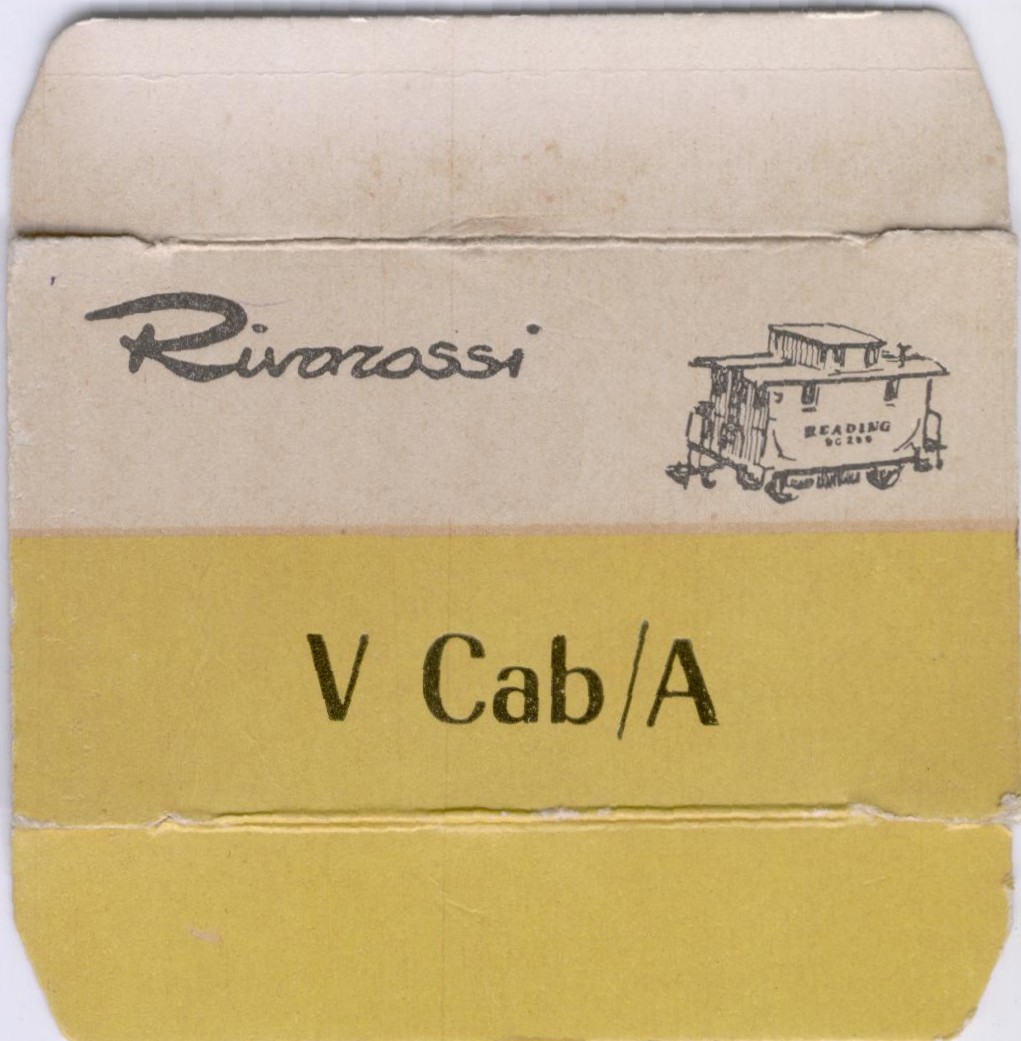 Rivarossi
READING
V Cab/A